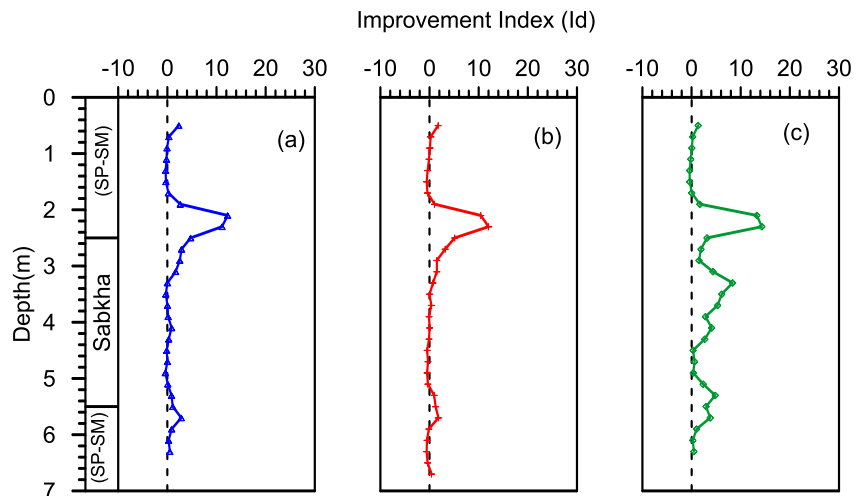 Improvement Index (Id)
-10 0 10 20 30 -10 0 10 20 30 -10 0 10 20 30
0
(a) (b) (c)
(SP-SM)
1
2
3
Depth(m)
Sabkha
4
5
6
(SP-SM)
7